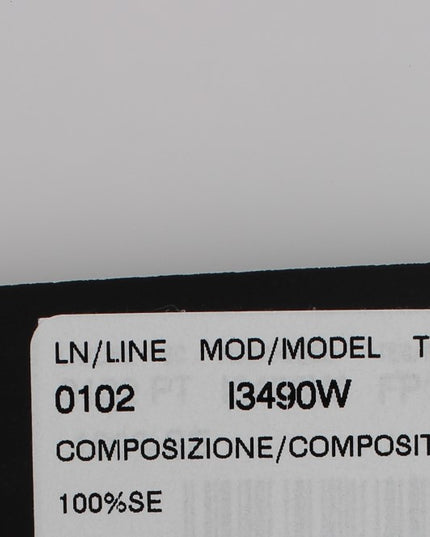 LN/LINE MOD/MODEL T
0102 I3490W
COMPOSIZIONE/COMPOSIT
100%SE